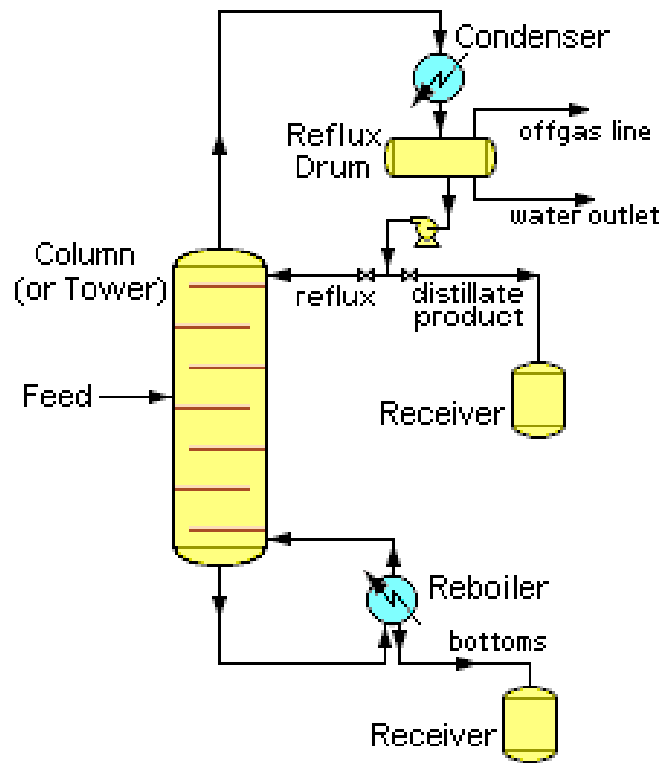 Condenser
offgas line
Reflux
Drum
water outlet
Column
(or Tower)
reflux
distillate
product
Feed
Receiver
Reboiler
bottoms
Receiver